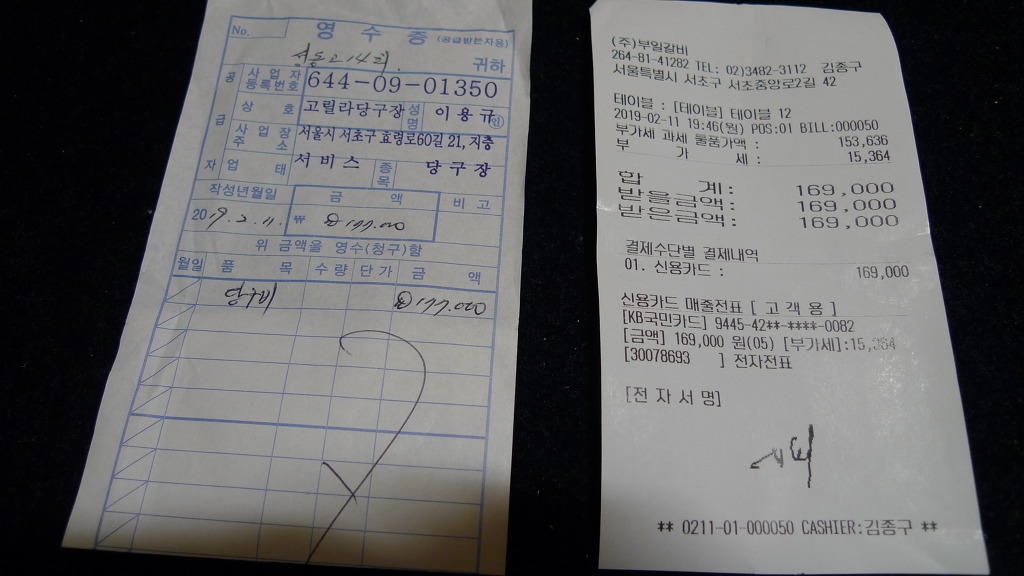 No.
영 수 증 (공급받는자용)
귀하
공 급 자
사업자 등록번호 644-09-01350
상 호 고릴라당구장 성명 이용규 ㊞
사업장 주소 서울시 서초구 효령로60길 21, 지층
업 태 서비스 종목 당구장
작성년월일 금 액 비 고
2019. 2. 11. ₩ ₩177.000
위 금액을 영수(청구)함
월일 품 목 수량 단가 금 액
당구비 ₩177.000
(주)부일갈비
264-81-41282 TEL: 02)3482-3112 김종구
서울특별시 서초구 서초중앙로2길 42
테이블 : [테이블] 테이블 12
2019-02-11 19:46(월) POS:01 BILL:000050
부가세 과세 물품가액 : 153,636
부 가 세 : 15,364
합 계: 169,000
받을금액: 169,000
받은금액: 169,000
결제수단별 결제내역
01. 신용카드 : 169,000
신용카드 매출전표 [ 고객용 ]
[KB국민카드] 9445-42**-****-0082
[금액] 169,000 원(05) [부가세]:15,364
[30078693 ] 전자전표
[전자서명]
** 0211-01-000050 CASHIER:김종구 **